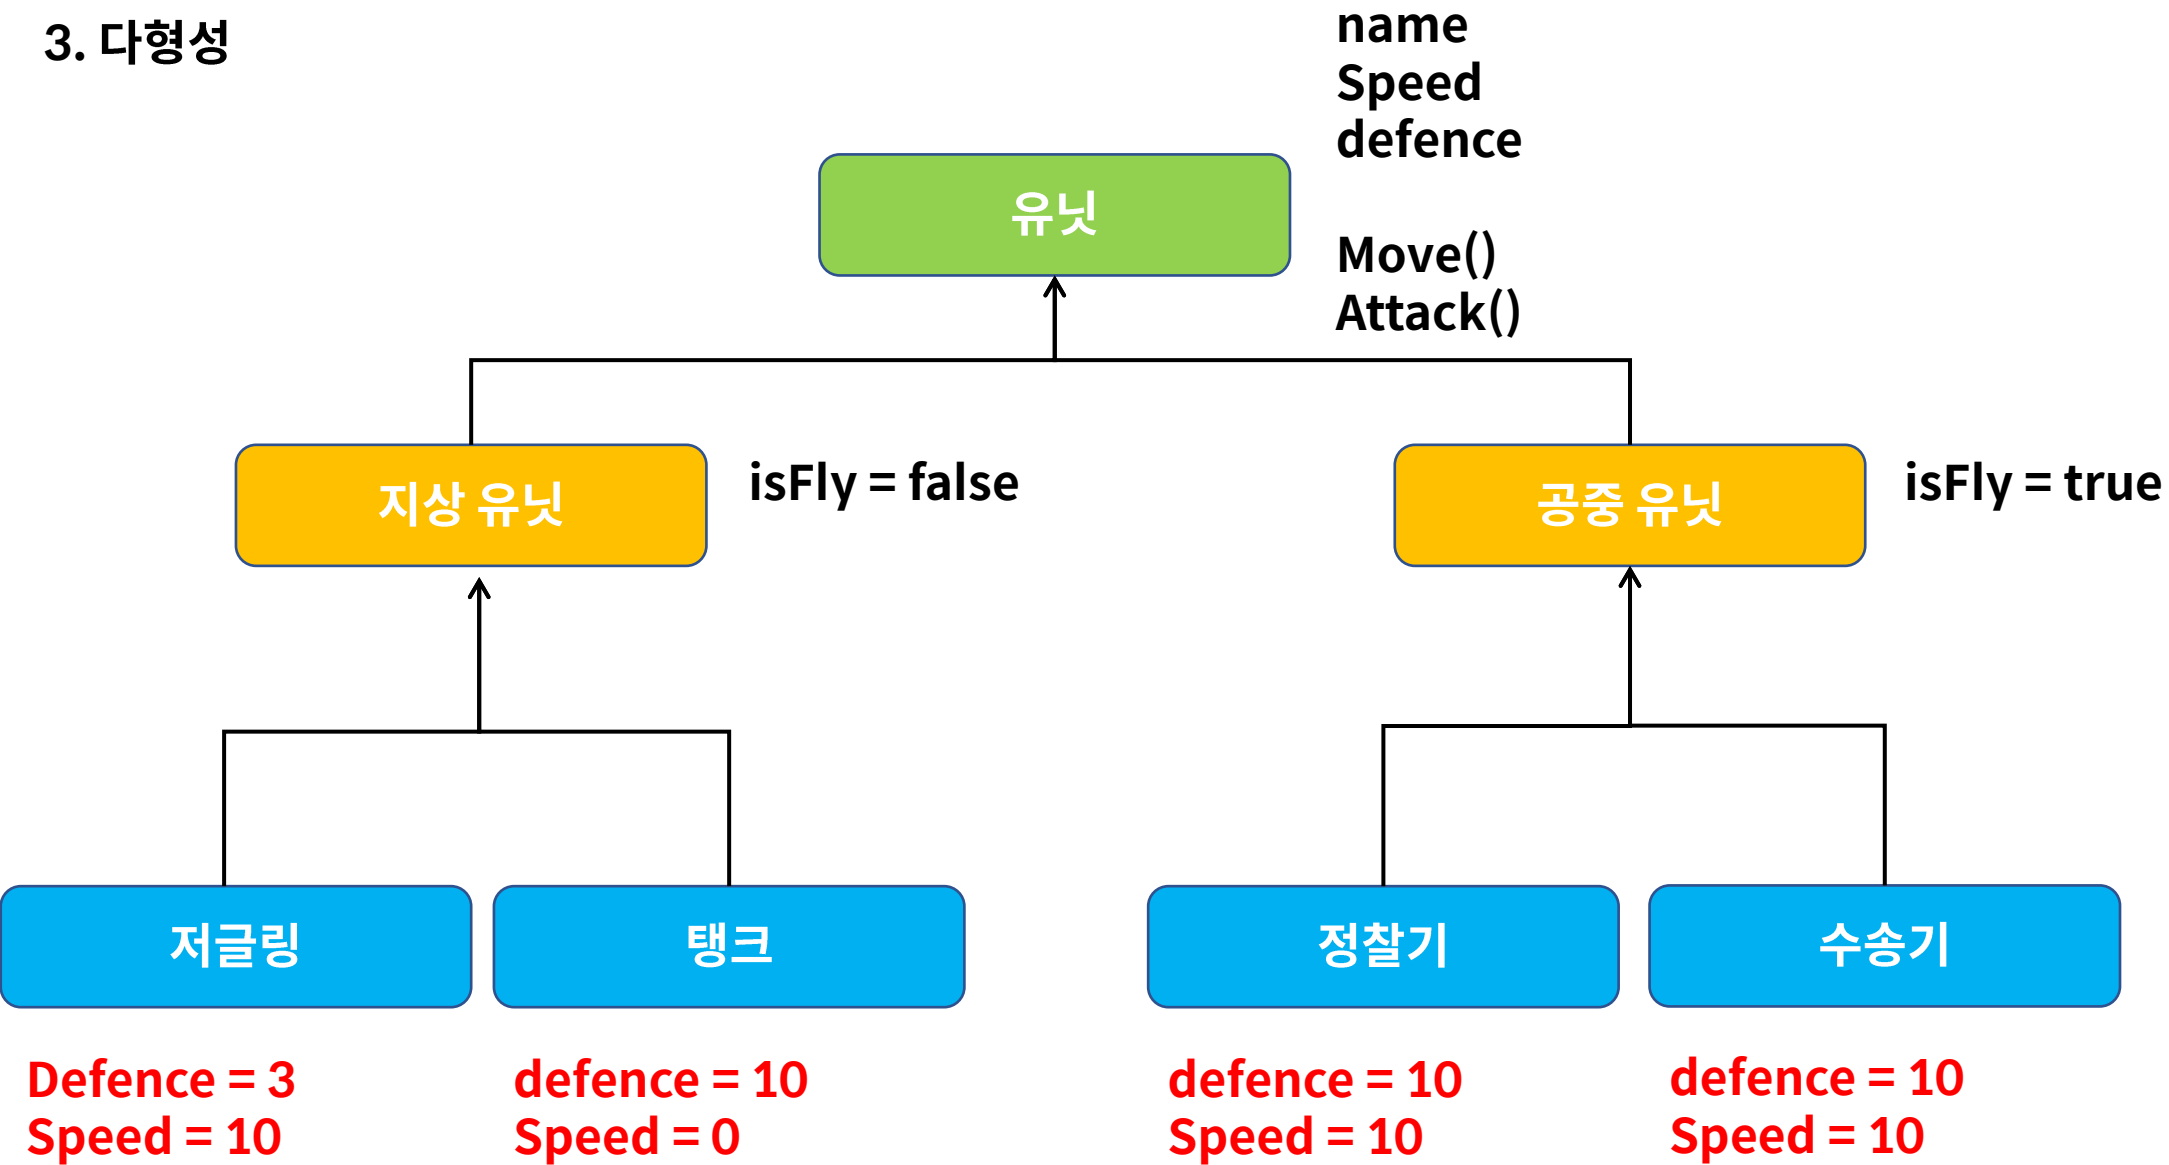 3. 다형성
name
Speed
defence
Move()
Attack()
유닛
지상 유닛
isFly = false
공중 유닛
isFly = true
저글링
탱크
정찰기
수송기
Defence = 3
Speed = 10
defence = 10
Speed = 0
defence = 10
Speed = 10
defence = 10
Speed = 10